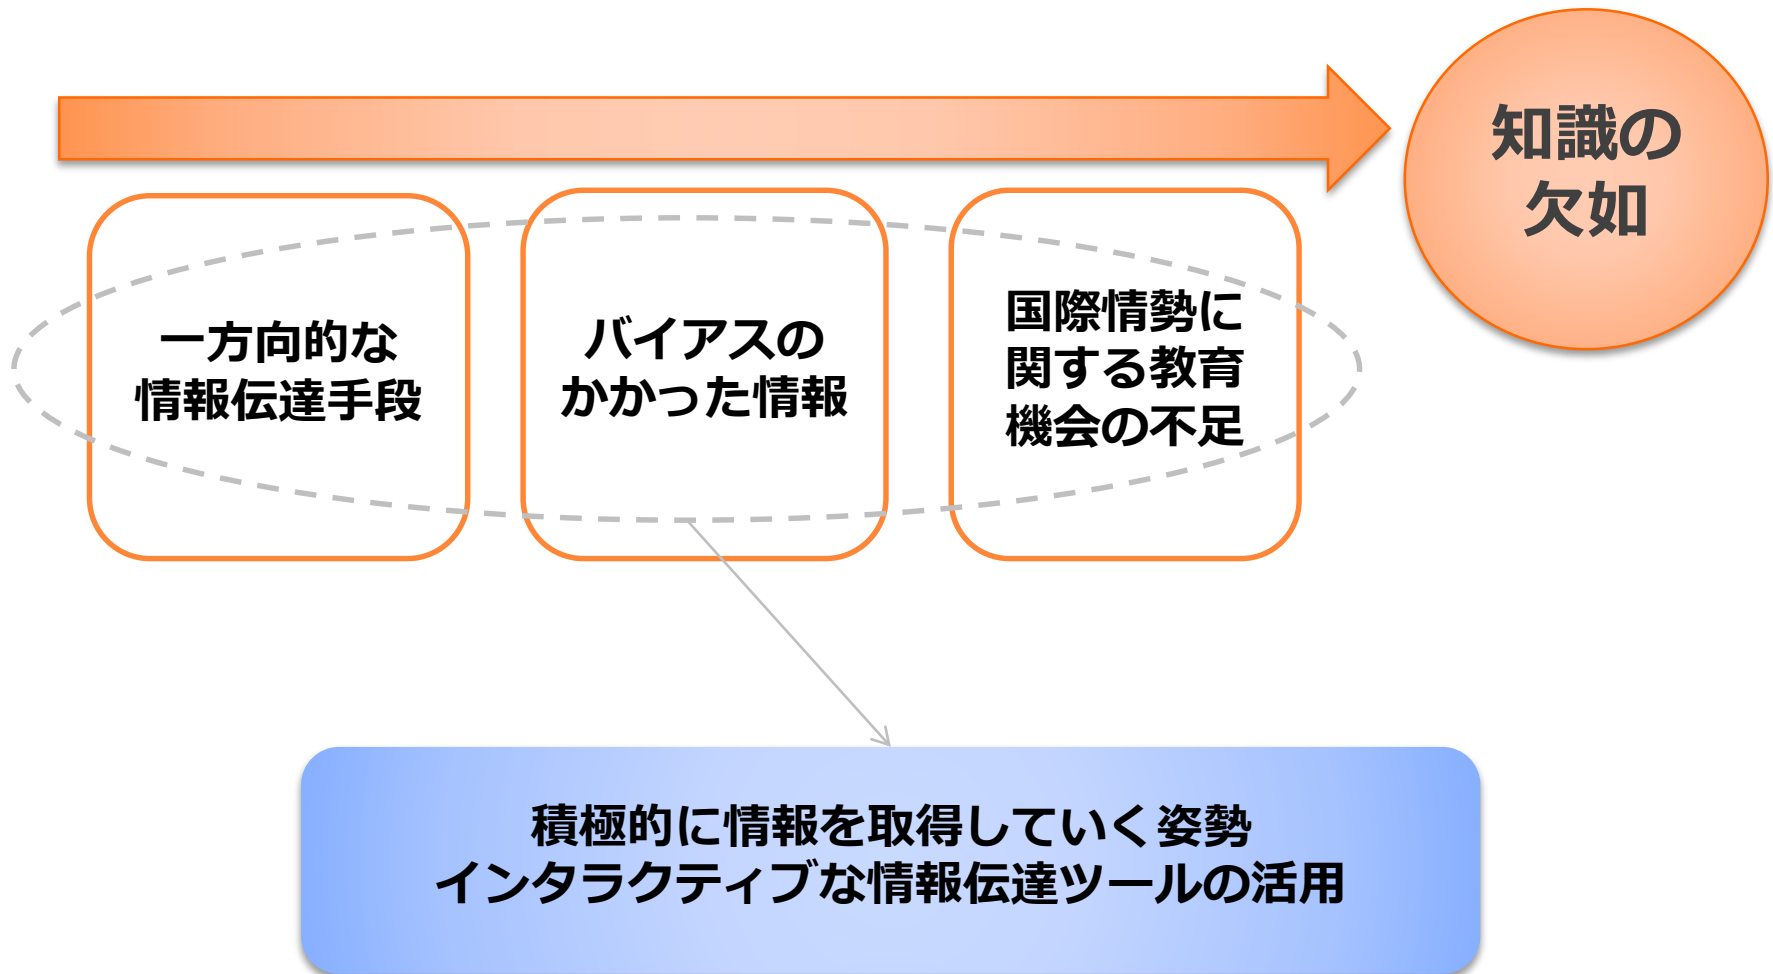 知識の
欠如
一方向的な
情報伝達手段
バイアスの
かかった情報
国際情勢に
関する教育
機会の不足
積極的に情報を取得していく姿勢
インタラクティブな情報伝達ツールの活用